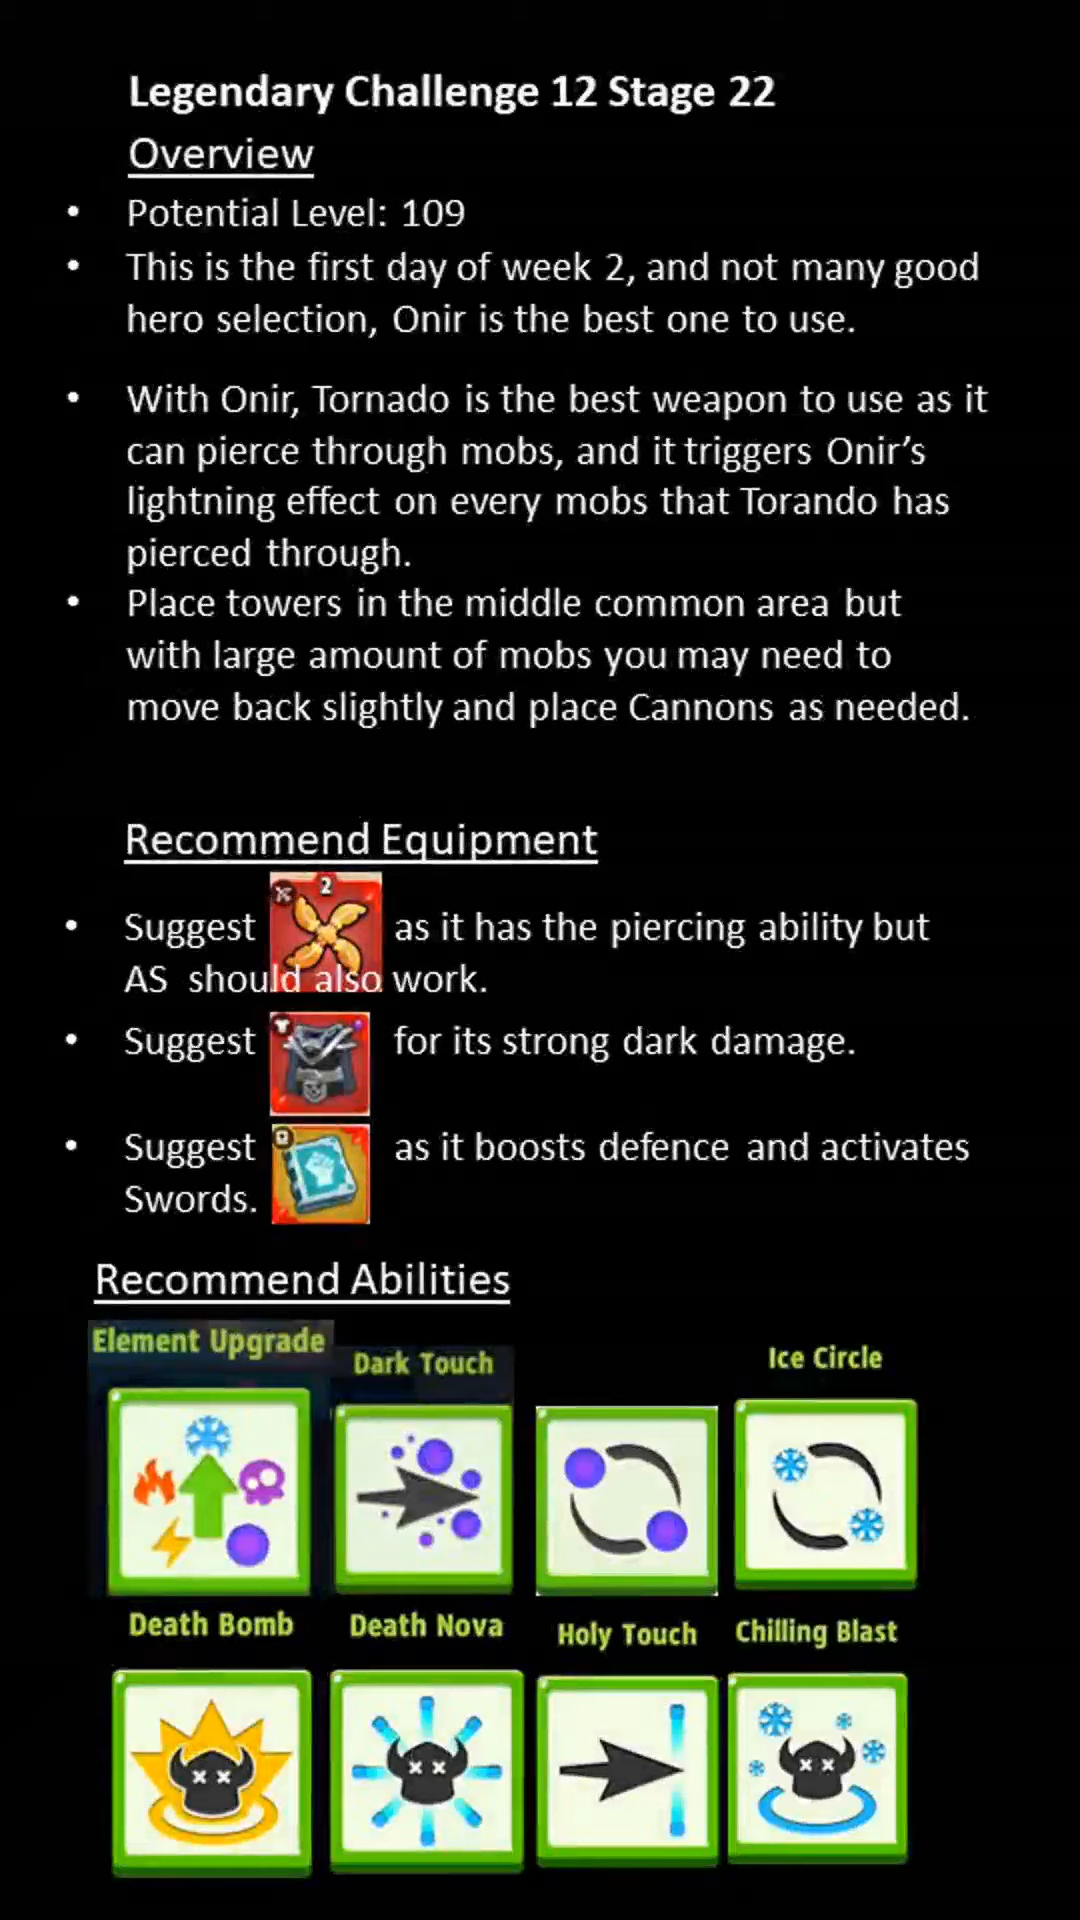 Legendary Challenge 12 Stage 22
Overview
• Potential Level: 109
• This is the first day of week 2, and not many good
hero selection, Onir is the best one to use.
• With Onir, Tornado is the best weapon to use as it
can pierce through mobs, and it triggers Onir’s
lightning effect on every mobs that Torando has
pierced through.
• Place towers in the middle common area but
with large amount of mobs you may need to
move back slightly and place Cannons as needed.
Recommend Equipment
2
• Suggest as it has the piercing ability but
AS should also work.
• Suggest for its strong dark damage.
• Suggest as it boosts defence and activates
Swords.
Recommend Abilities
Element Upgrade
Dark Touch
Ice Circle
Death Bomb
Death Nova
Holy Touch
Chilling Blast